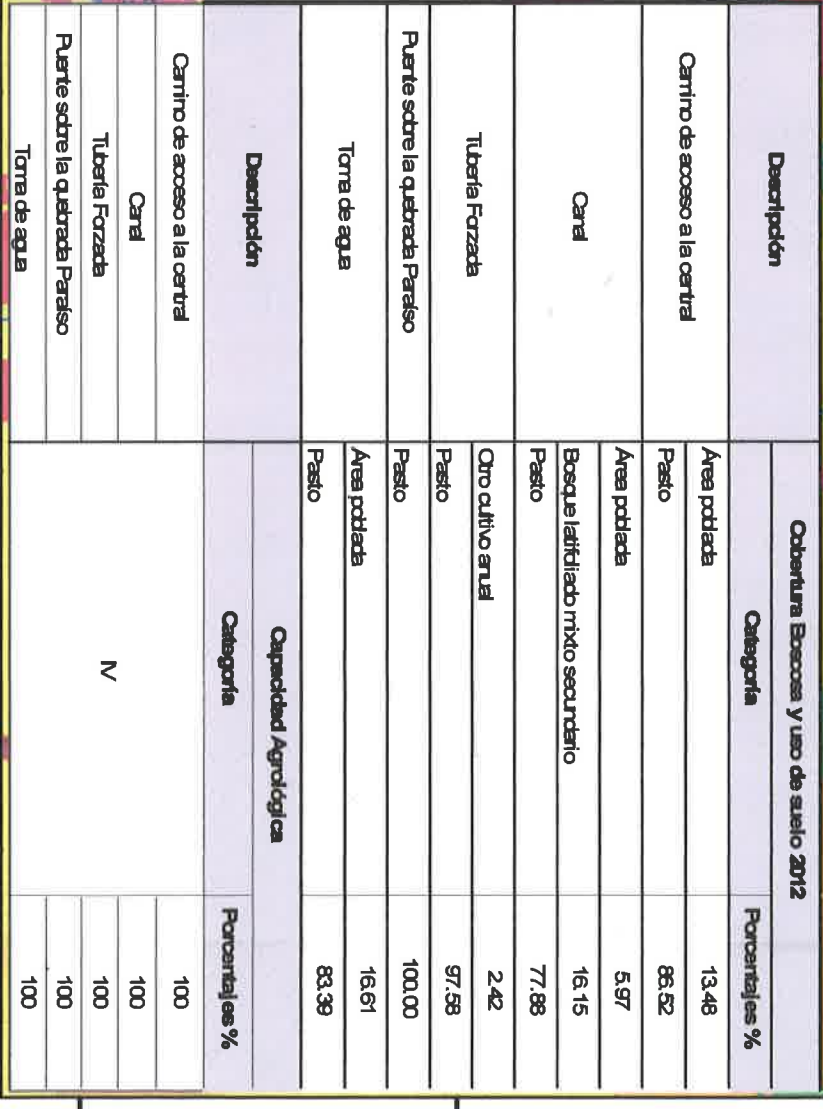 Descripción Cobertura Boscosa y uso de suelo 2012
Categoría Porcentajes %
Camino de acceso a la central Área poblada 13.48
Pasto 86.52
Canal Área poblada 5.97
Bosque latifoliado mixto secundario 16.15
Pasto 77.88
Tubería Forzada Otro cultivo anual 2.42
Pasto 97.58
Puente sobre la quebrada Paraíso Pasto 100.00
Toma de agua Área poblada 16.61
Pasto 83.39
Descripción Capacidad Agrológica
Categoría Porcentajes %
Camino de acceso a la central IV 100
Canal 100
Tubería Forzada 100
Puente sobre la quebrada Paraíso 100
Toma de agua 100